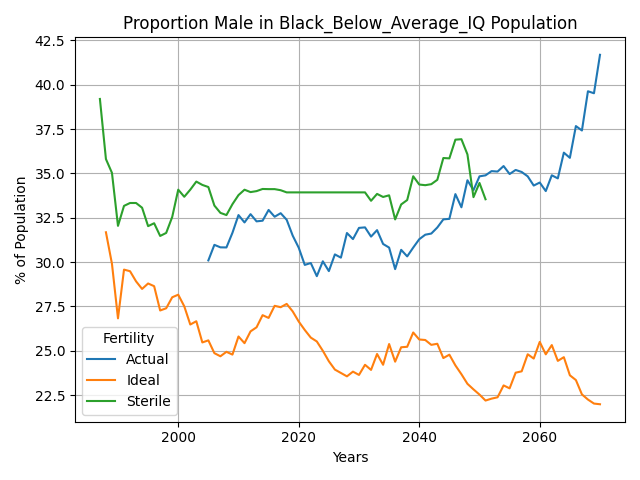 Proportion Male in Black_Below_Average_IQ Population
% of Population
42.5
40.0
37.5
35.0
32.5
30.0
27.5
25.0
22.5
Fertility
Actual
Ideal
Sterile
2000
2020
2040
2060
Years